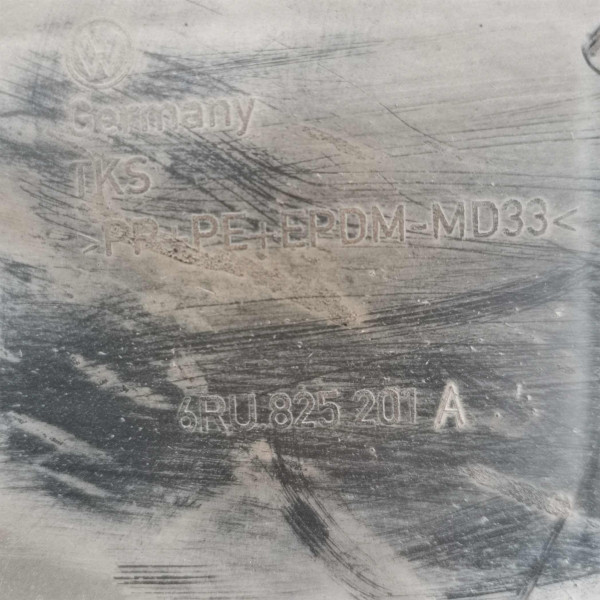 Germany
TKS
>PP+PE+EPDM-MD33<
6RU.825 201 A